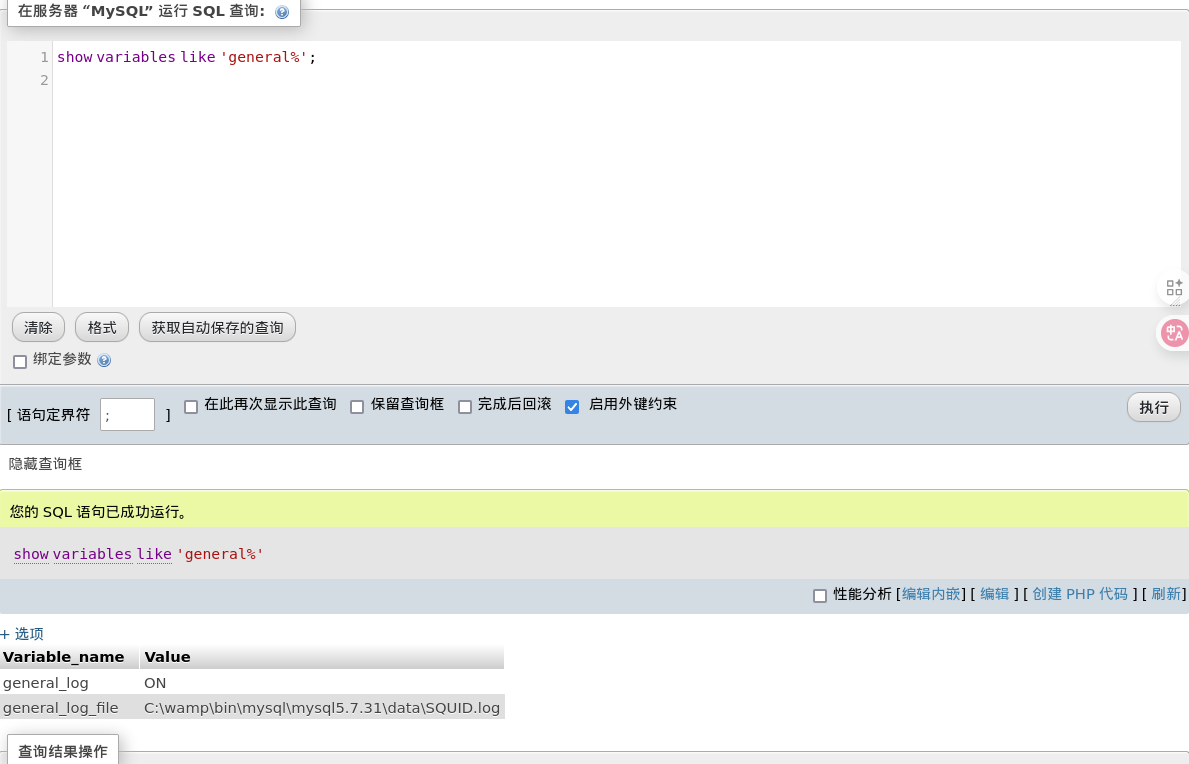 在服务器 “MySQL” 运行 SQL 查询:
1 show variables like 'general%';
2
清除 格式 获取自动保存的查询
绑定参数
[ 语句定界符 ; ] 在此再次显示此查询 保留查询框 完成后回滚 启用外键约束 执行
隐藏查询框
您的 SQL 语句已成功运行。
show variables like 'general%'
性能分析 [编辑内嵌] [ 编辑 ] [ 创建 PHP 代码 ] [ 刷新]
+ 选项
Variable_name Value
general_log ON
general_log_file C:\wamp\bin\mysql\mysql5.7.31\data\SQUID.log
查询结果操作